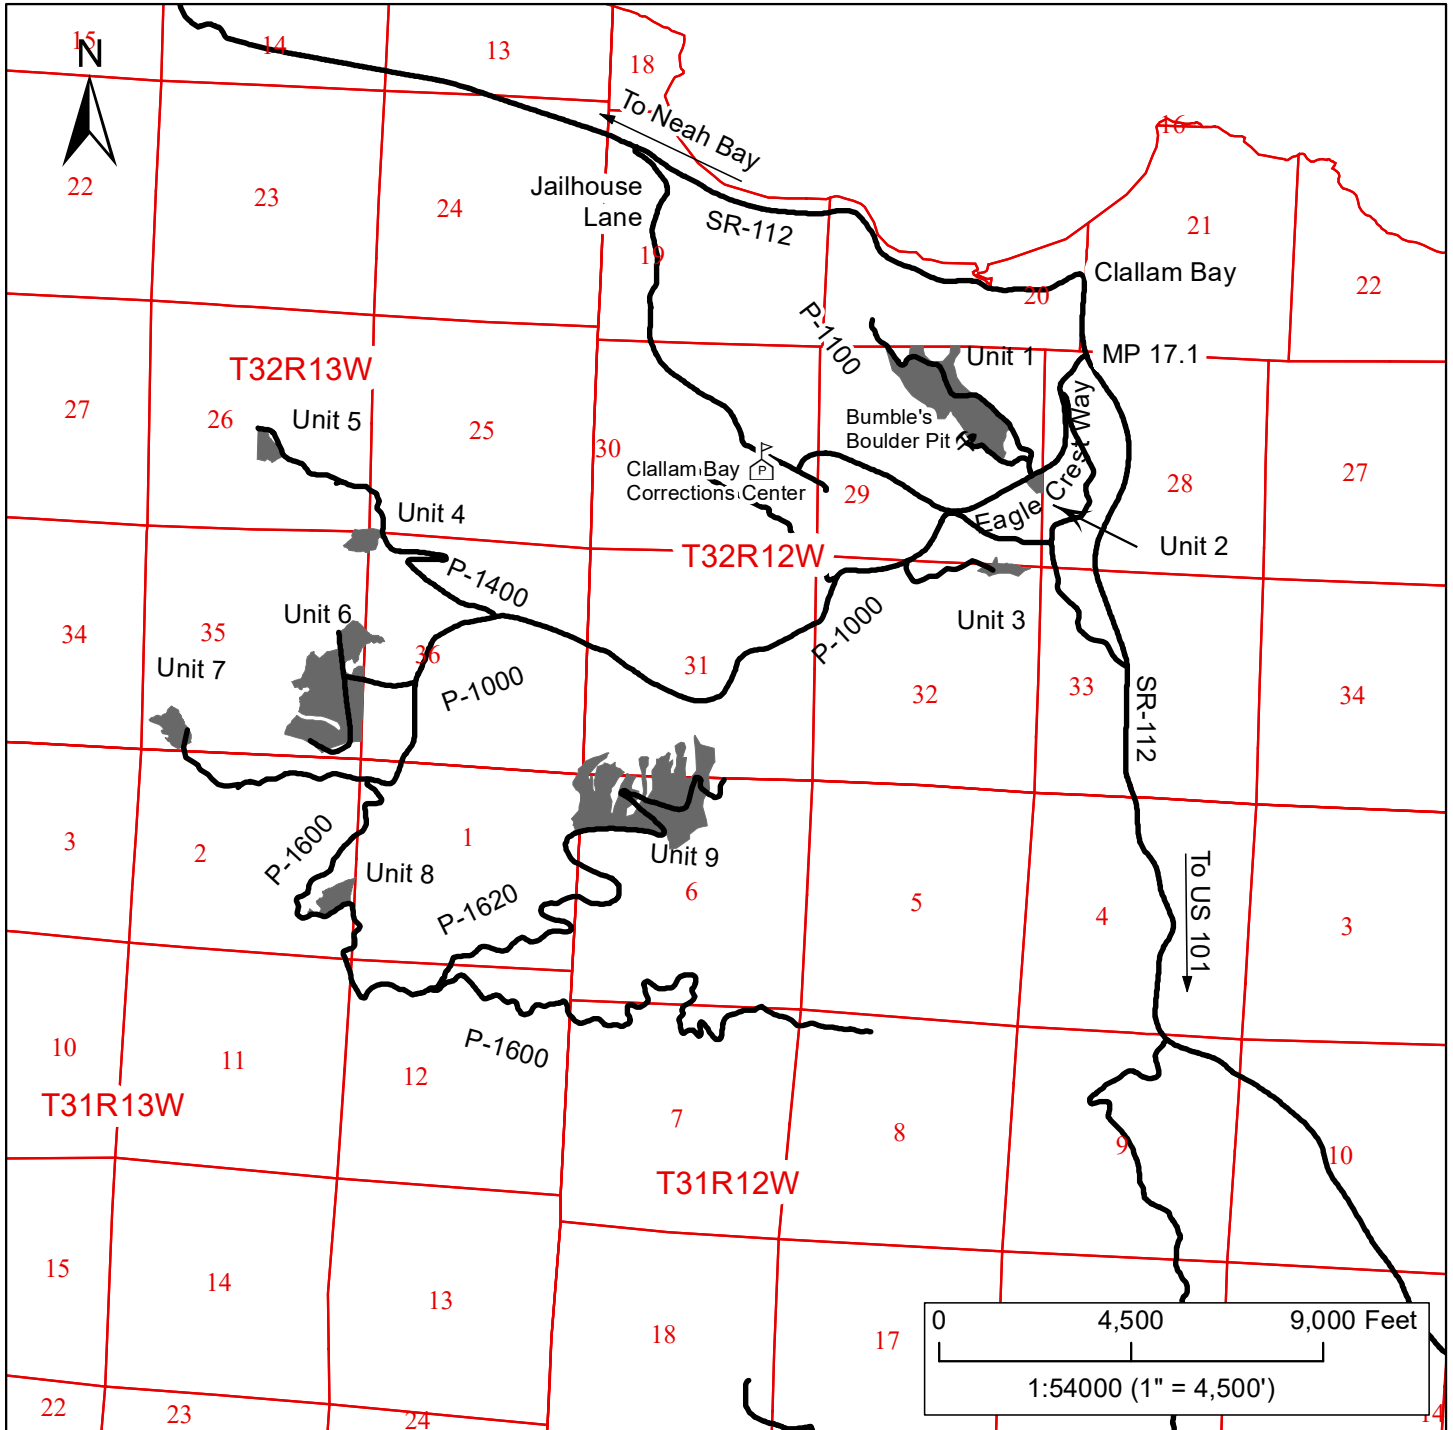 15
14
13
18
N
To Neah Bay
16
22
23
24
Jailhouse
Lane
19
SR-112
21
Clallam Bay
20
22
P-1100
Unit 1
MP 17.1
T32R13W
27
26
Unit 5
25
30
Bumble's
Boulder Pit
Eagle Crest Way
Clallam Bay
Corrections Center
P
29
28
27
Unit 4
T32R12W
Unit 2
P-1400
Unit 6
34
35
36
Unit 7
P-1000
31
P-1000
Unit 3
32
33
SR-112
34
3
2
P-1600
1
Unit 8
P-1620
Unit 9
6
5
4
To US 101
3
10
11
12
P-1600
T31R13W
7
8
9
10
T31R12W
15
14
13
18
17
0 4,500 9,000 Feet
1:54000 (1" = 4,500')
22
23
24
14